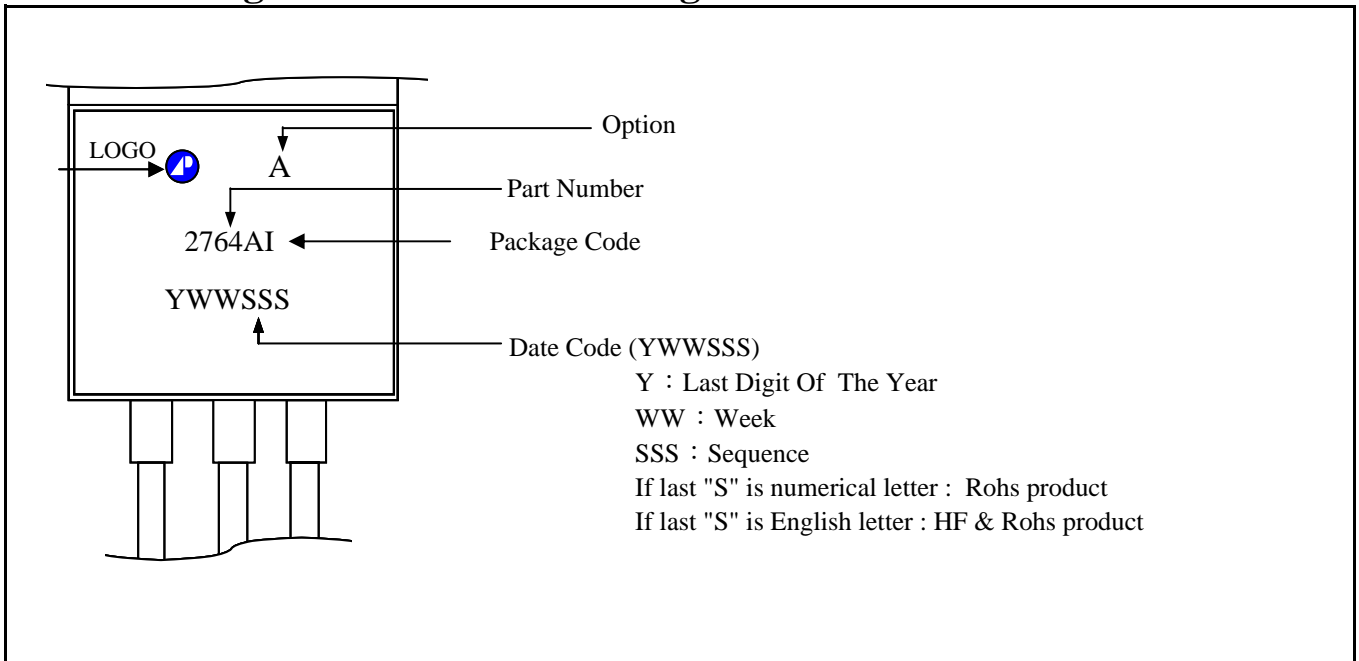 Option
LOGO
A
Part Number
2764AI
Package Code
YWWSSS
Date Code (YWWSSS)
Y：Last Digit Of The Year
WW：Week
SSS：Sequence
If last "S" is numerical letter : Rohs product
If last "S" is English letter : HF & Rohs product